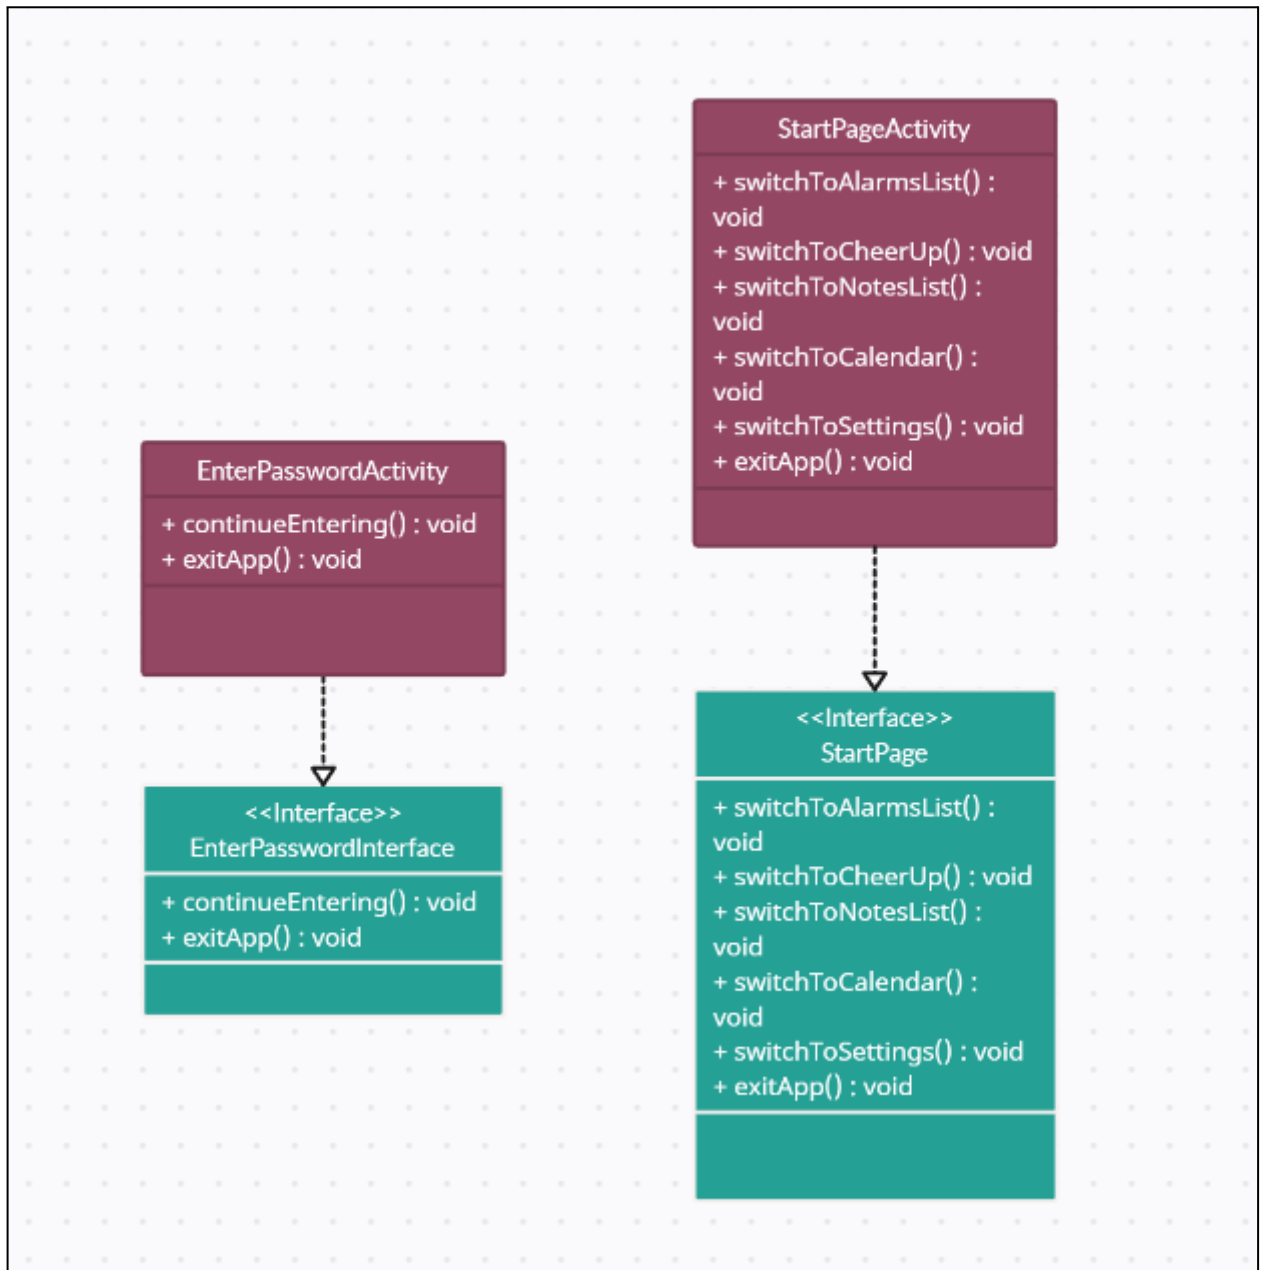 StartPageActivity
+ switchToAlarmsList() :
void
+ switchToCheerUp() : void
+ switchToNotesList() :
void
+ switchToCalendar() :
void
+ switchToSettings() : void
+ exitApp() : void
EnterPasswordActivity
+ continueEntering() : void
+ exitApp() : void
<<Interface>>
EnterPasswordInterface
+ continueEntering() : void
+ exitApp() : void
<<Interface>>
StartPage
+ switchToAlarmsList() :
void
+ switchToCheerUp() : void
+ switchToNotesList() :
void
+ switchToCalendar() :
void
+ switchToSettings() : void
+ exitApp() : void